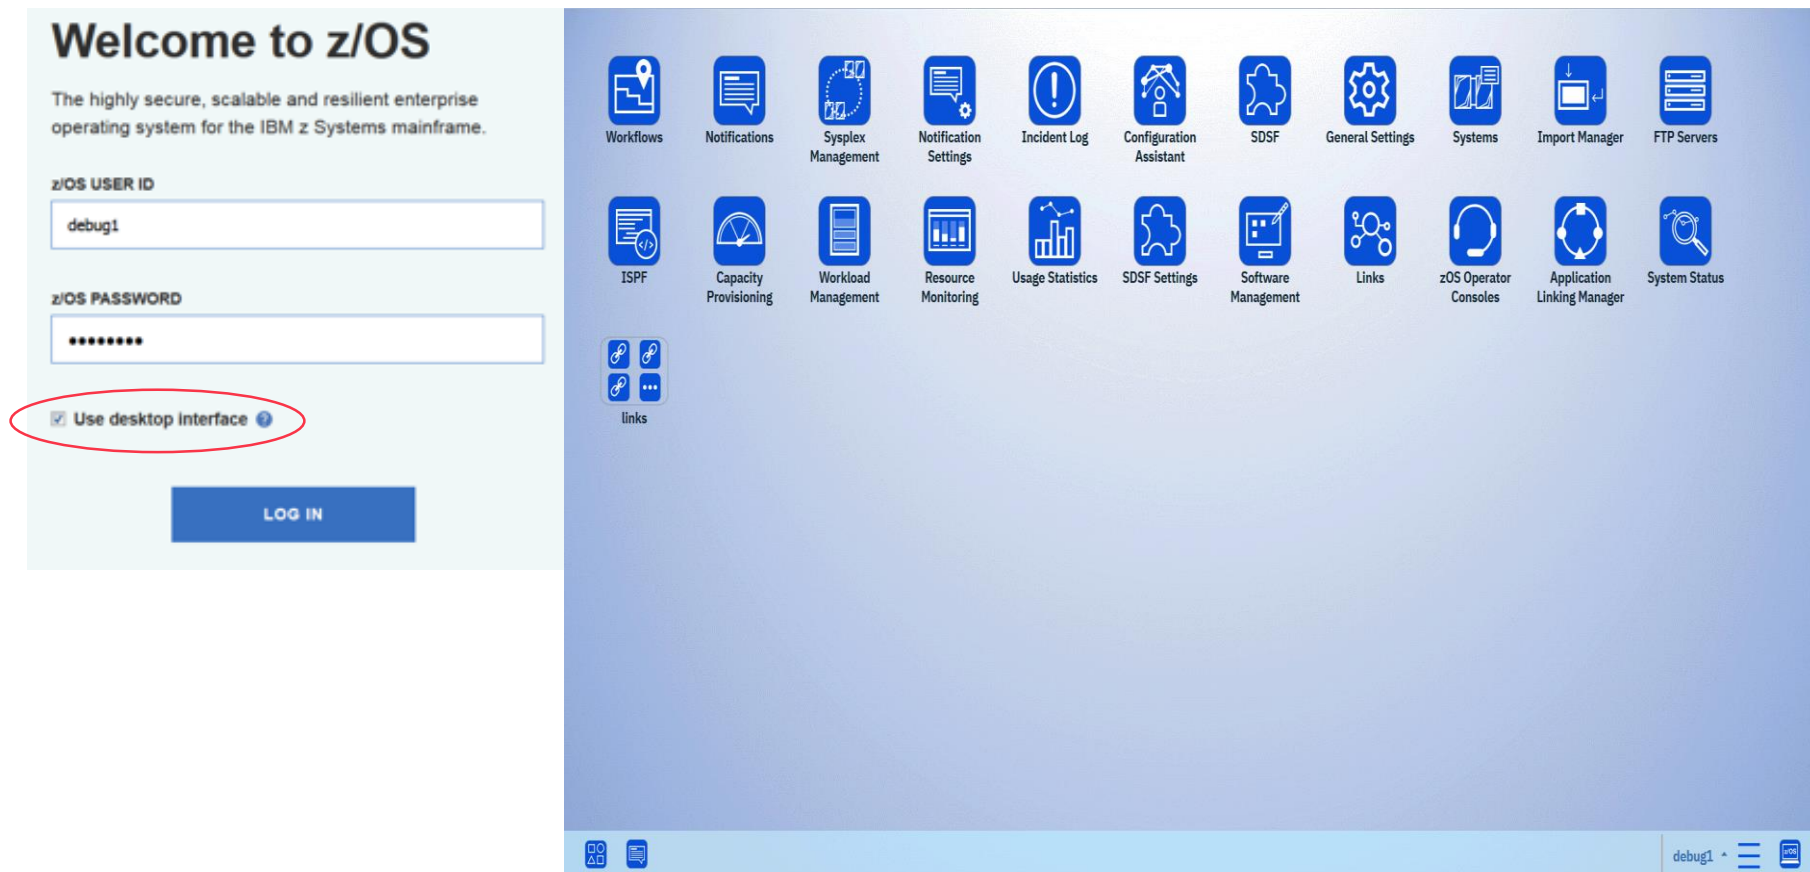 Welcome to z/OS
The highly secure, scalable and resilient enterprise
operating system for the IBM z Systems mainframe.
z/OS USER ID
debug1
z/OS PASSWORD
••••••••
Use desktop interface ?
LOG IN
Workflows
Notifications
Sysplex
Management
Notification
Settings
Incident Log
Configuration
Assistant
SDSF
General Settings
Systems
Import Manager
FTP Servers
ISPF
Capacity
Provisioning
Workload
Management
Resource
Monitoring
Usage Statistics
SDSF Settings
Software
Management
Links
zOS Operator
Consoles
Application
Linking Manager
System Status
links
debug1
z/OS